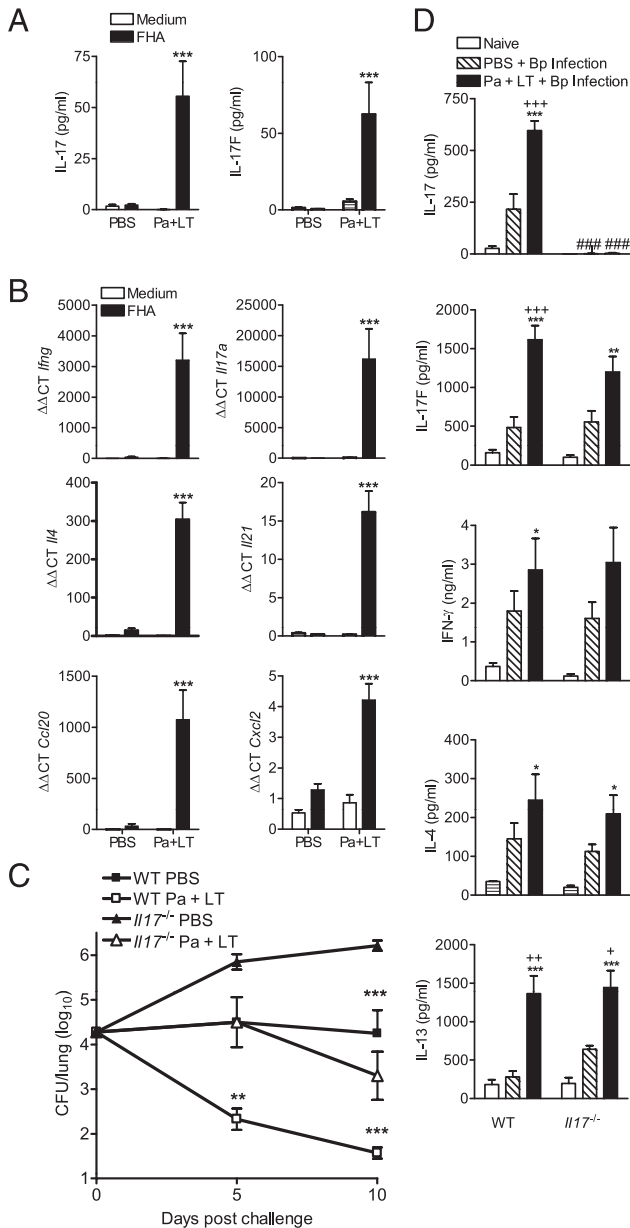 A
Medium
FHA
75
50
25
0
IL-17 (pg/ml)
***
PBS Pa+LT
100
50
0
IL-17F (pg/ml)
***
PBS Pa+LT
B
Medium
FHA
5000
4000
3000
2000
1000
0
ΔΔCT Ifng
***
25000
20000
15000
10000
5000
0
ΔΔCT Il17a
***
400
300
200
100
0
ΔΔCT Il4
***
20
15
10
5
0
ΔΔCT Il21
***
1500
1000
500
0
ΔΔCT Ccl20
***
PBS Pa+LT
5
4
3
2
1
0
ΔΔCT Cxcl2
***
PBS Pa+LT
C
WT PBS
WT Pa + LT
Il17-/- PBS
Il17-/- Pa + LT
6
5
4
3
2
1
CFU/lung (log10)
***
**
***
0 5 10
Days post challenge
D
Naive
PBS + Bp Infection
Pa + LT + Bp Infection
750
500
250
0
IL-17 (pg/ml)
+++
***
### ###
2000
1500
1000
500
0
IL-17F (pg/ml)
+++
***
**
5
4
3
2
1
0
IFN-γ (ng/ml)
*
400
300
200
100
0
IL-4 (pg/ml)
*
*
2000
1500
1000
500
0
IL-13 (pg/ml)
++
***
+
***
WT Il17-/-